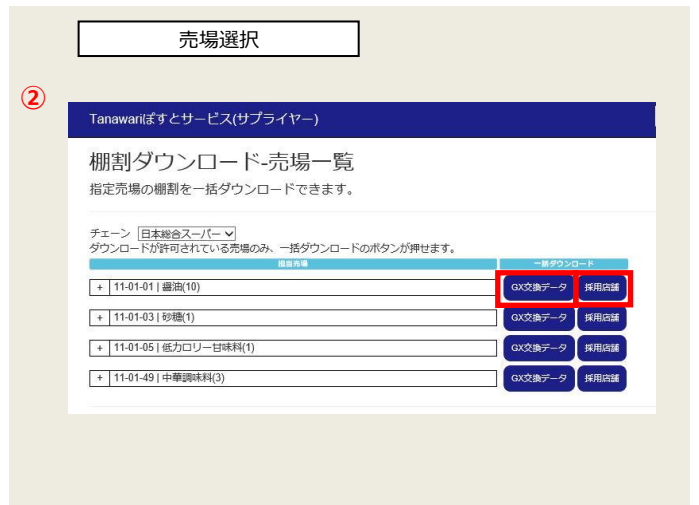 売場選択
②
Tanawariぽすとサービス(サプライヤー)
棚割ダウンロード-売場一覧
指定売場の棚割を一括ダウンロードできます。
チェーン 日本総合スーパー
ダウンロードが許可されている売場のみ、一括ダウンロードのボタンが押せます。
担当売場 一括ダウンロード
+ 11-01-01 | 醤油(10) GX交換データ 採用店舗
+ 11-01-03 | 砂糖(1) GX交換データ 採用店舗
+ 11-01-05 | 低カロリー甘味料(1) GX交換データ 採用店舗
+ 11-01-49 | 中華調味料(3) GX交換データ 採用店舗